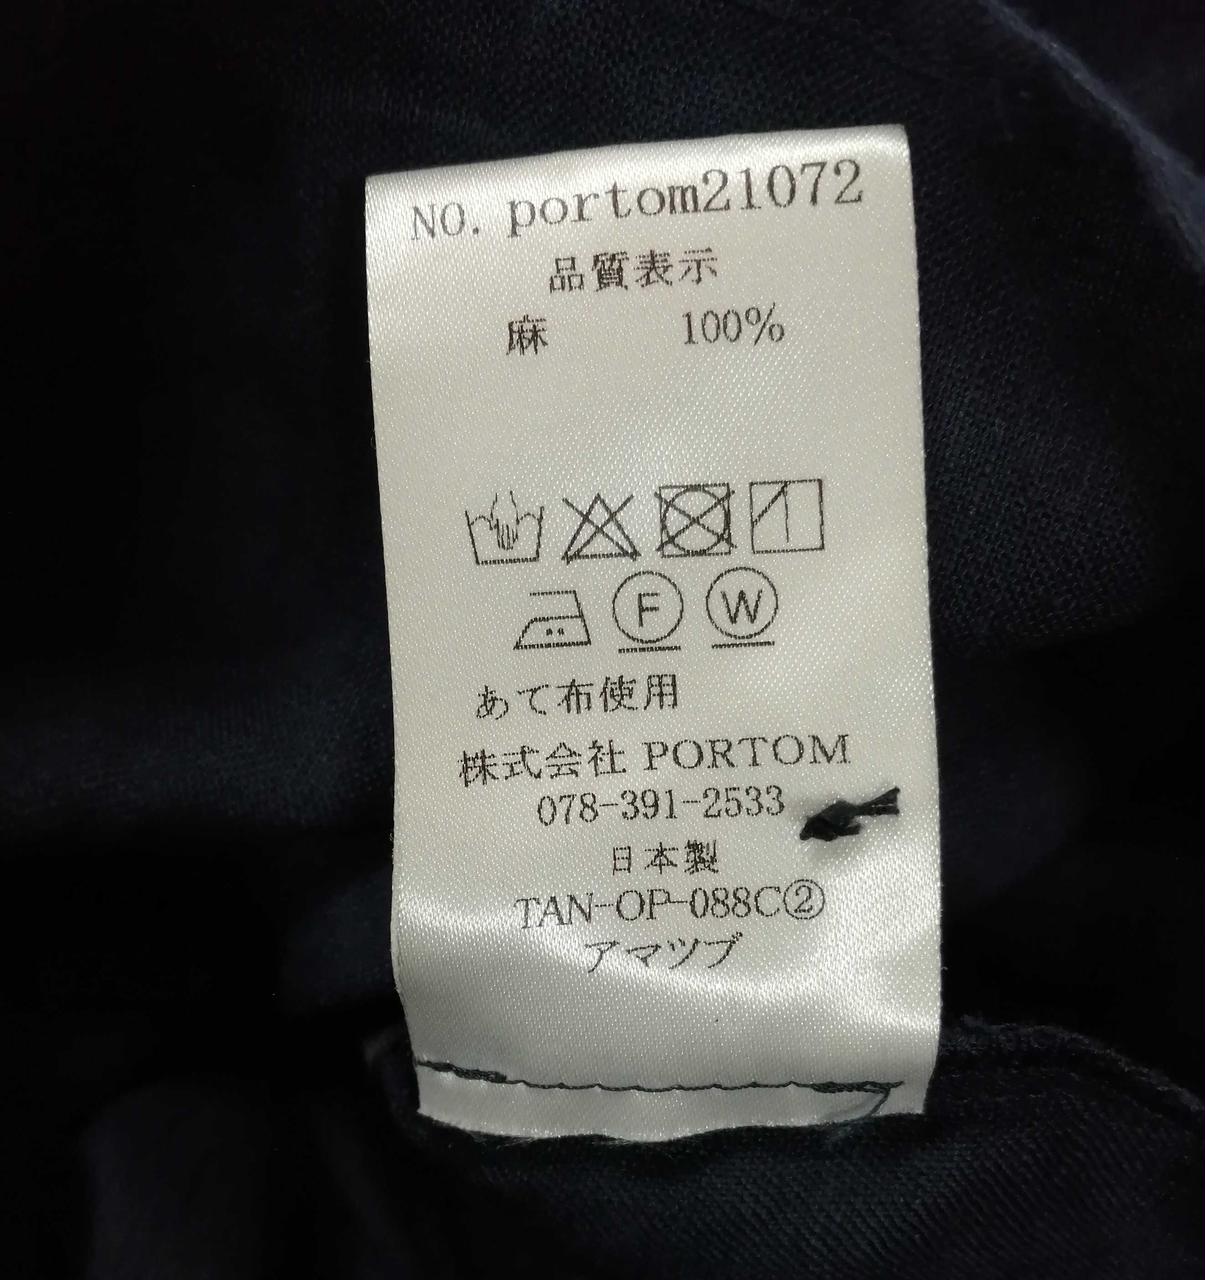 NO. portom21072
品質表示
麻 100%
F W
あて布使用
株式会社 PORTOM
078-391-2533
日本製
TAN-OP-088C②
アマツブ